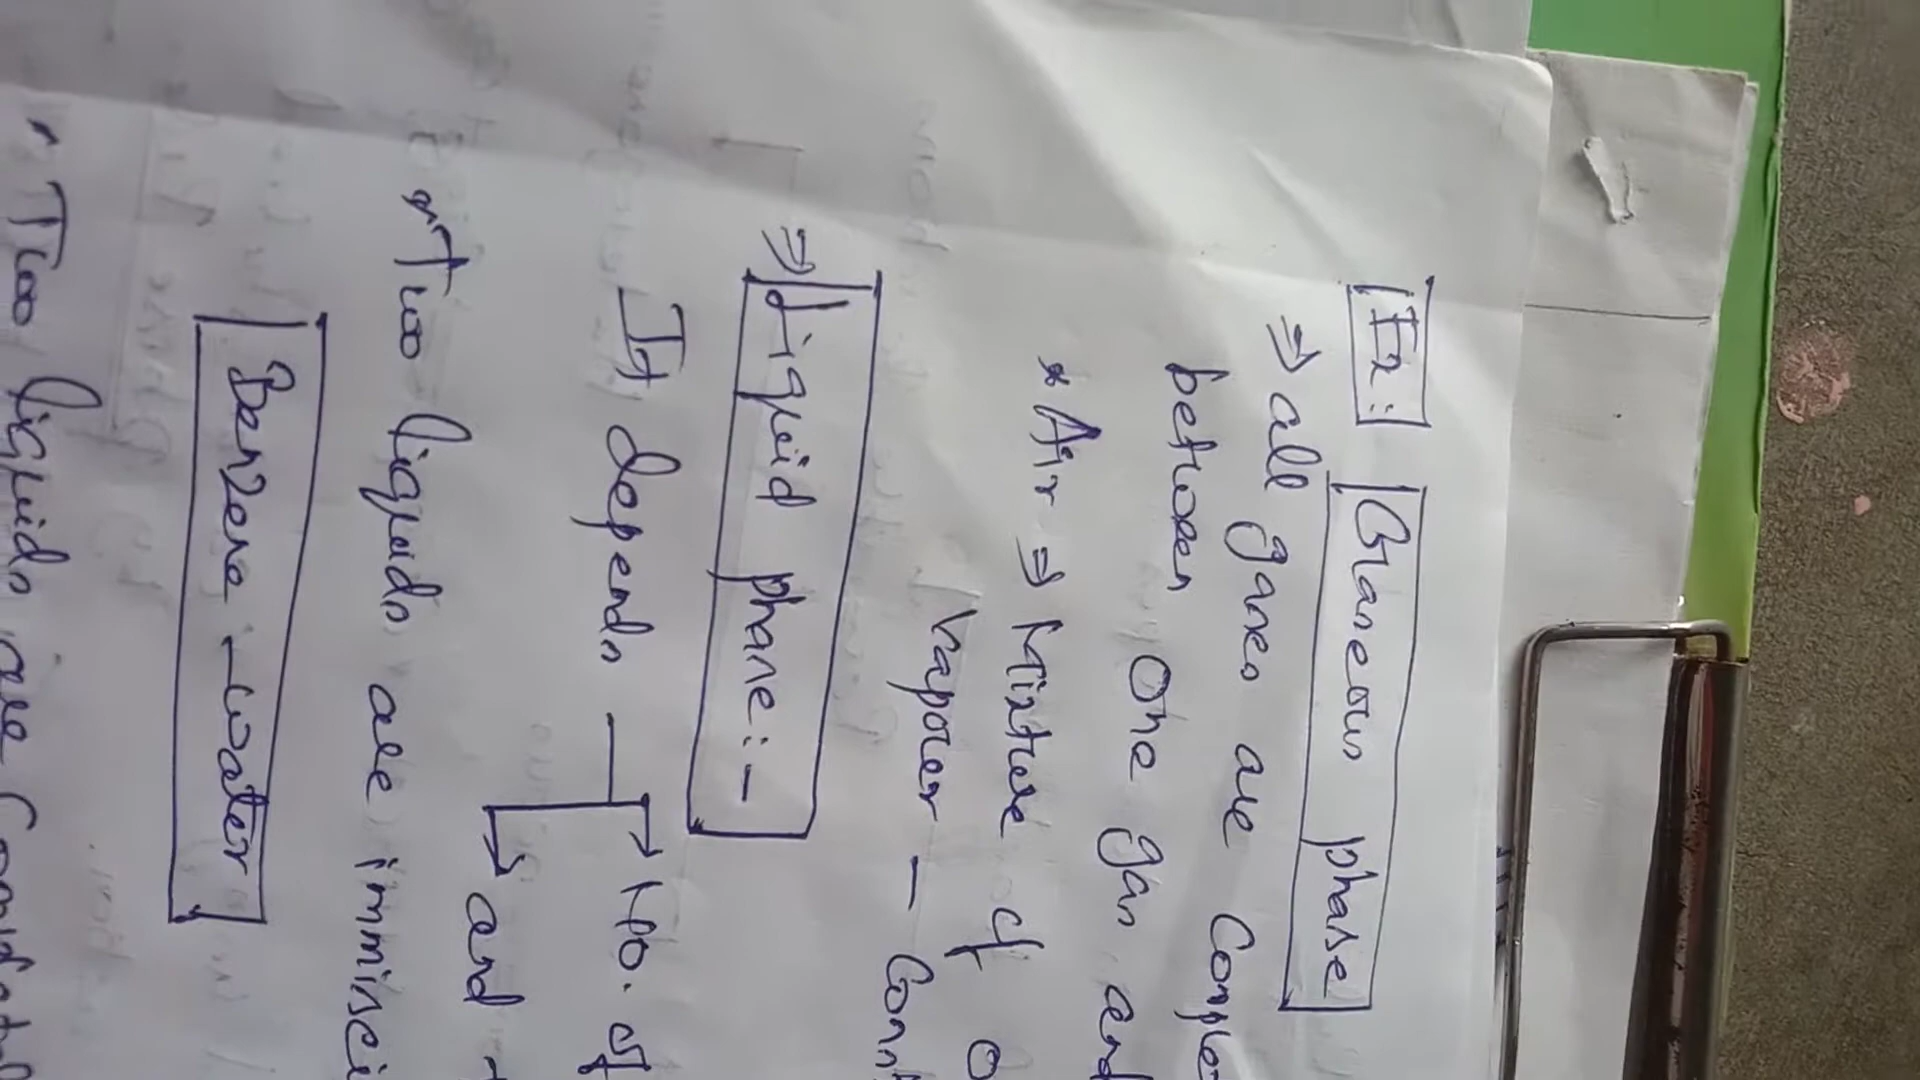 Ex: Gaseous phase
⇒ all gases are Comple
between One gas and
* Air ⇒ Mixture of O
Vapour - Cons
⇒ Liquid phase:-
It depends → No. of
→ and
* Two liquids are immisci
Benzene - water
* Two liquids are